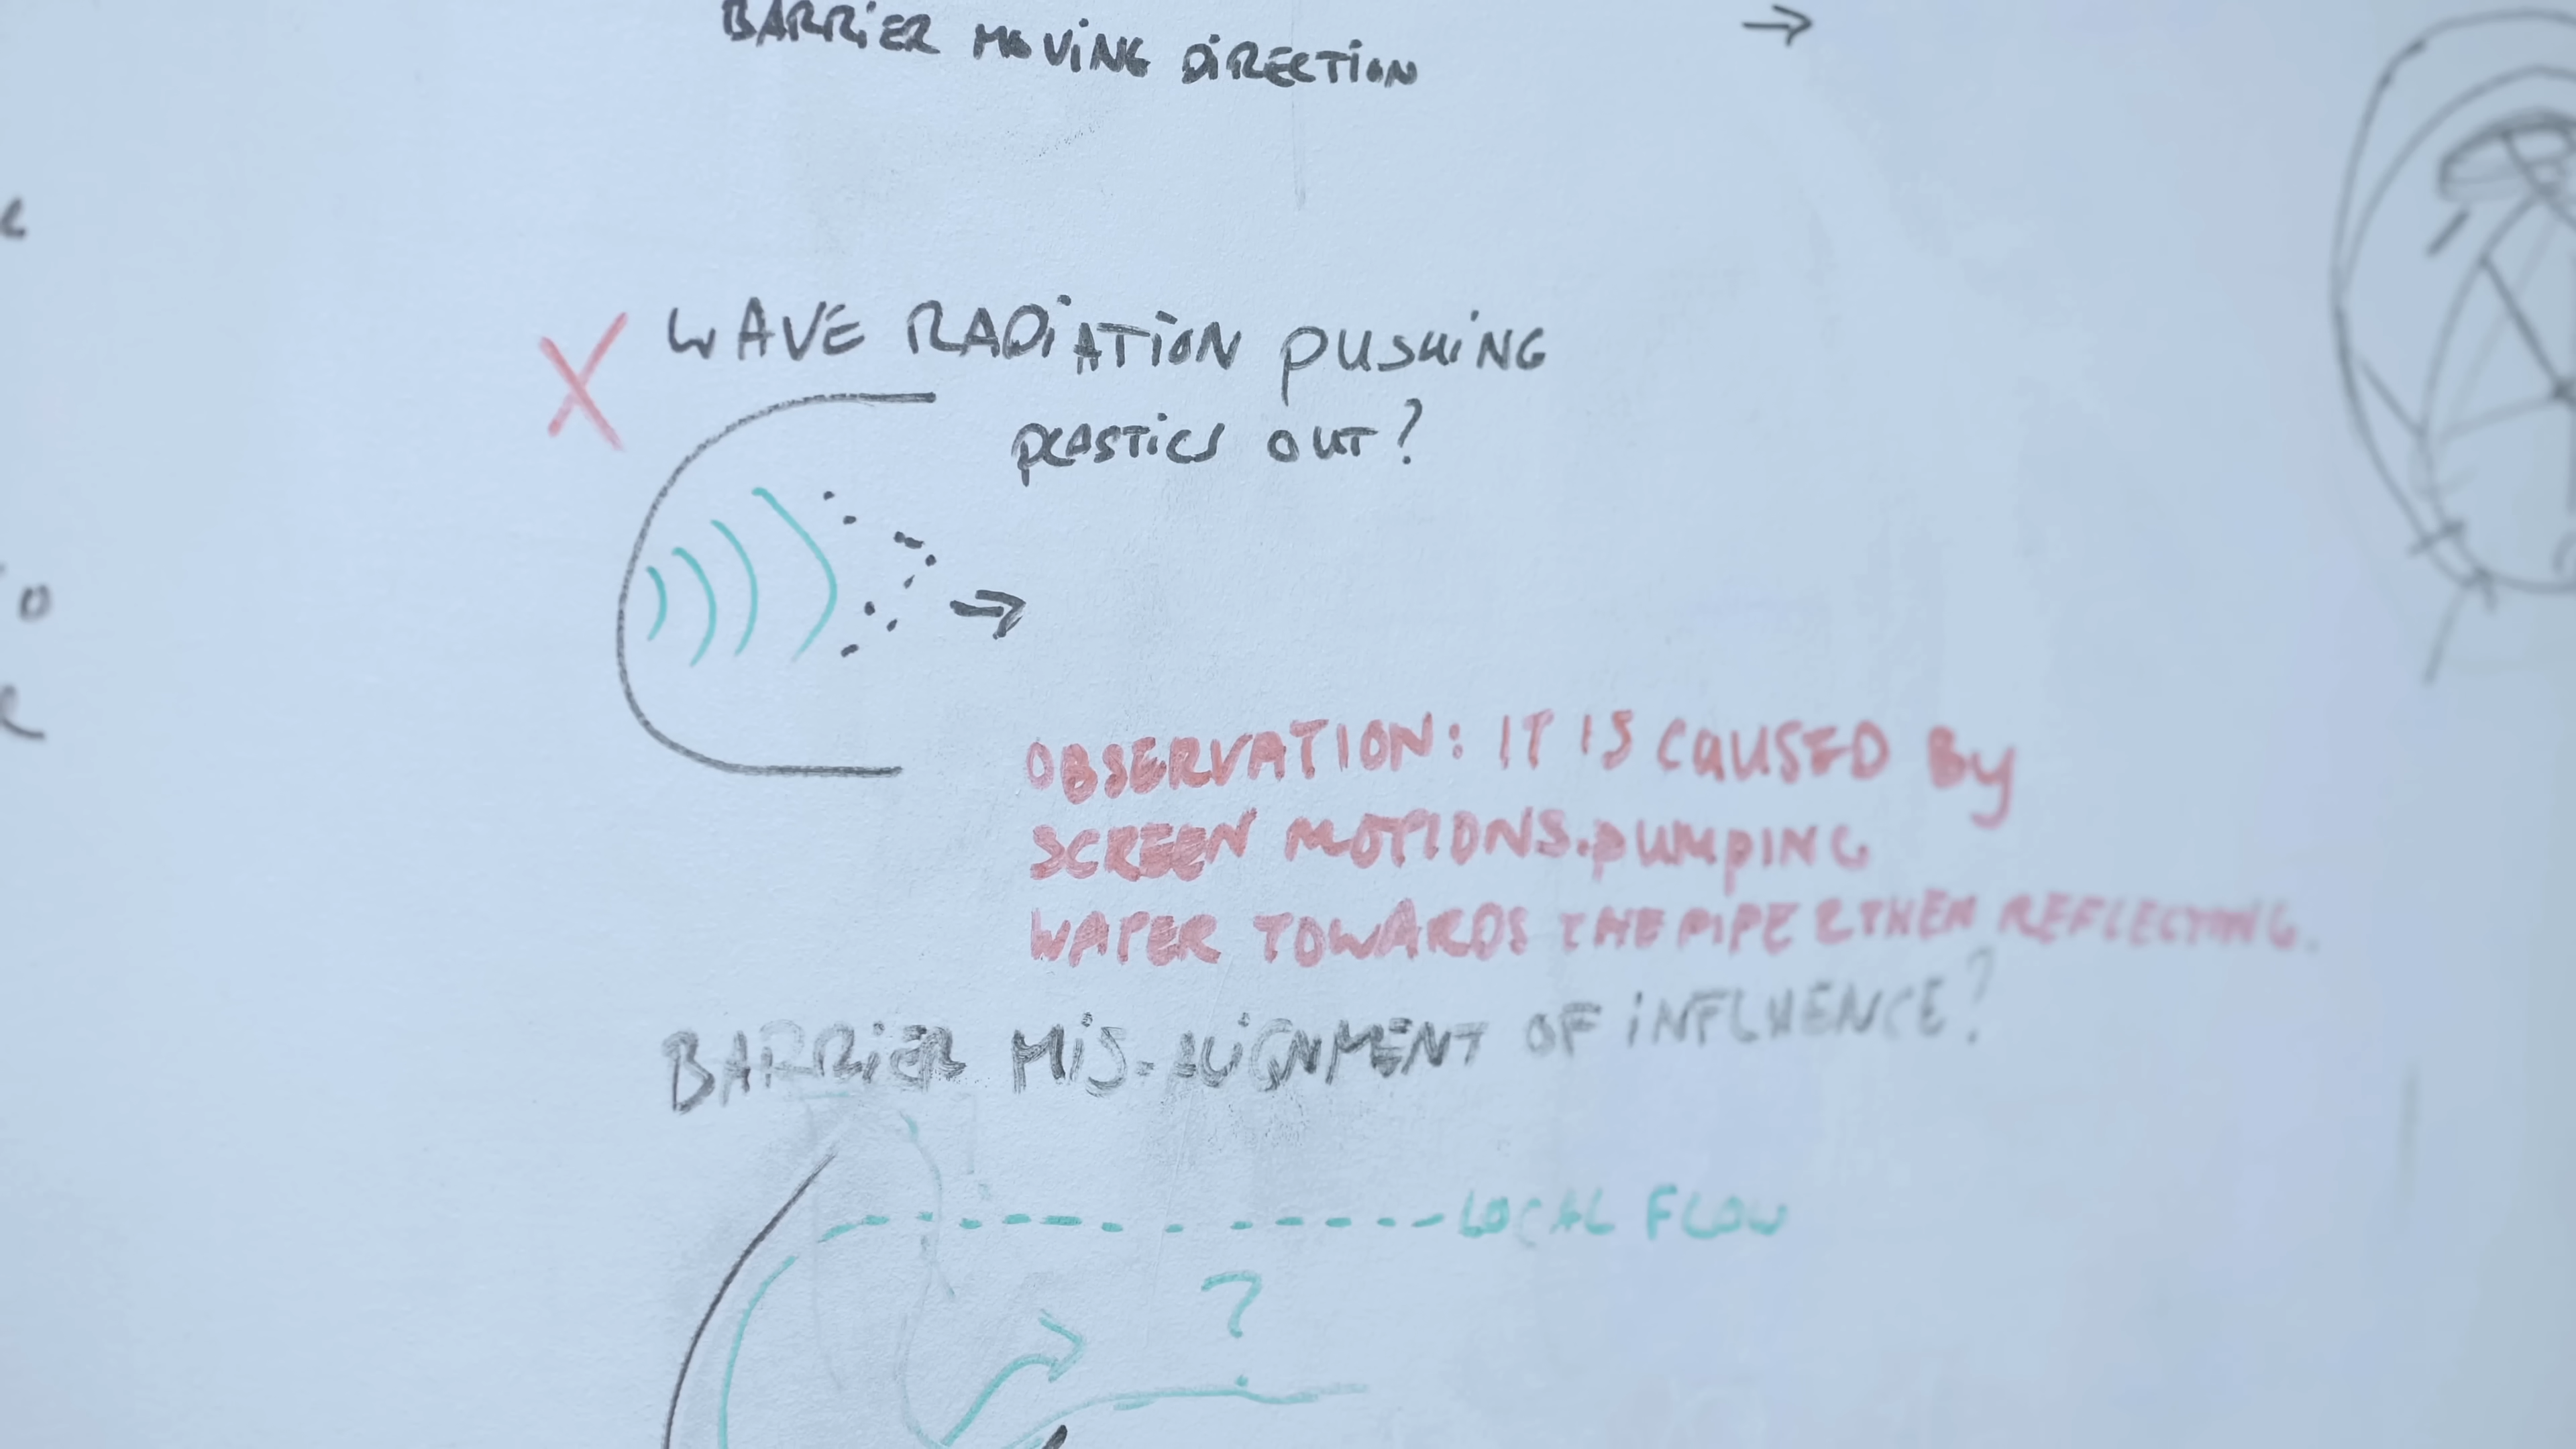 BARRIER MOVING DIRECTION
WAVE RADIATION PUSHING
PLASTICS OUT?
OBSERVATION: IT IS CAUSED BY
SCREEN MOTIONS. PUMPING
WATER TOWARDS THE PIPE & THEN REFLECTING.
BARRIER MIS-ALIGNMENT OF INFLUENCE?
LOCAL FLOW
?